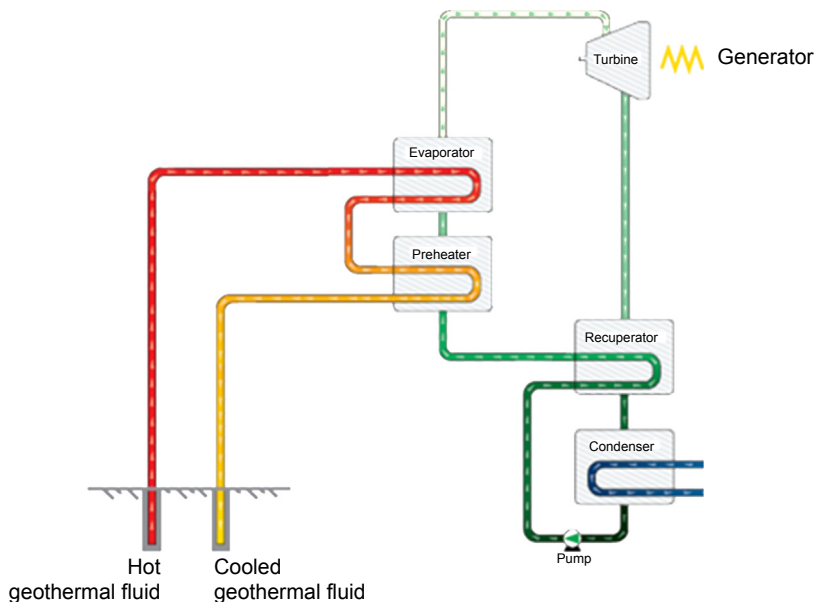 Turbine
Generator
Evaporator
Preheater
Recuperator
Condenser
Pump
Hot
geothermal fluid
Cooled
geothermal fluid